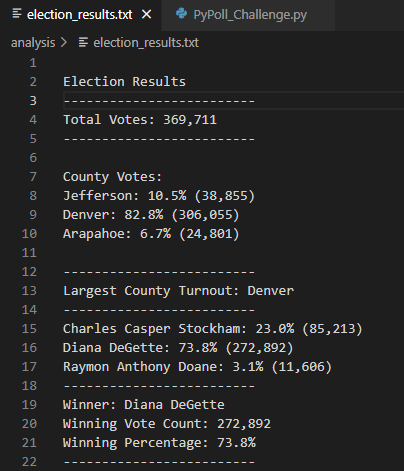 election_results.txt PyPoll_Challenge.py
analysis > election_results.txt
1
2 Election Results
3 -------------------------
4 Total Votes: 369,711
5 -------------------------
6
7 County Votes:
8 Jefferson: 10.5% (38,855)
9 Denver: 82.8% (306,055)
10 Arapahoe: 6.7% (24,801)
11
12 -------------------------
13 Largest County Turnout: Denver
14 -------------------------
15 Charles Casper Stockham: 23.0% (85,213)
16 Diana DeGette: 73.8% (272,892)
17 Raymon Anthony Doane: 3.1% (11,606)
18 -------------------------
19 Winner: Diana DeGette
20 Winning Vote Count: 272,892
21 Winning Percentage: 73.8%
22 -------------------------